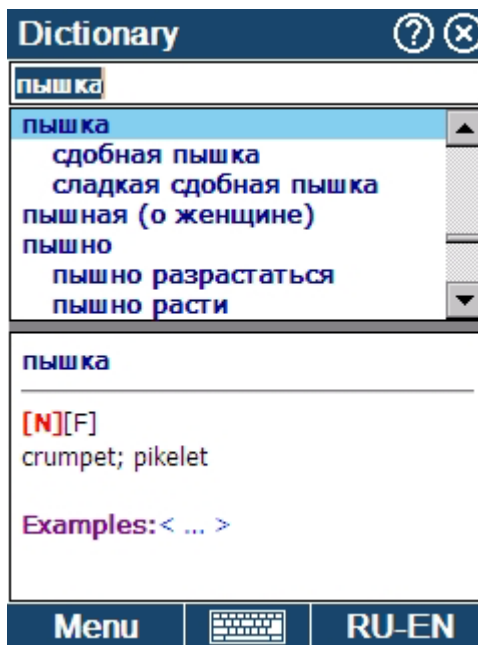 Dictionary
пышка
пышка
сдобная пышка
сладкая сдобная пышка
пышная (о женщине)
пышно
пышно разрастаться
пышно расти
пышка
[N][F]
crumpet; pikelet
Examples:< ... >
Menu RU-EN